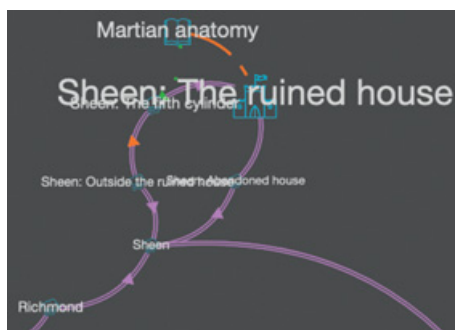 Martian anatomy
Sheen: The ruined house
Sheen: The fifth cylinder
Sheen: Outside the ruined house
Sheen: Abandoned house
Sheen
Richmond